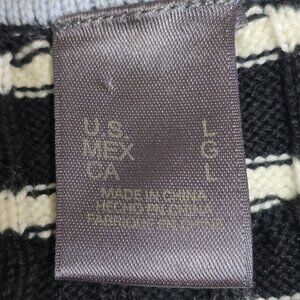 U.S. L
MEX G
CA L
MADE IN CHINA
HECHO EN CHINA
FABRIQUÉ EN CHINE